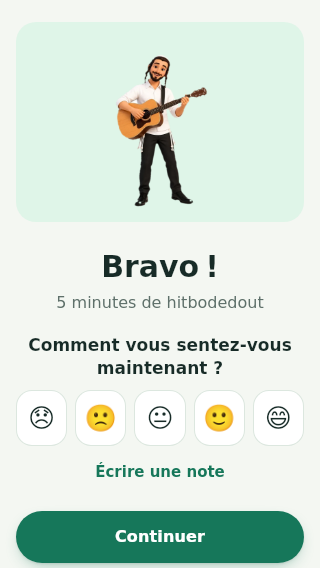 Bravo !
5 minutes de hitbodedout
Comment vous sentez-vous
maintenant ?
Écrire une note
Continuer